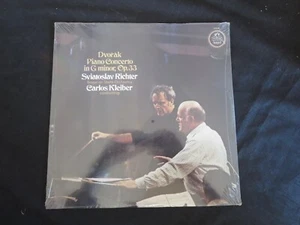 Dvořák
Piano Concerto
in G minor, Op.33
Sviatoslav Richter
Carlos Kleiber